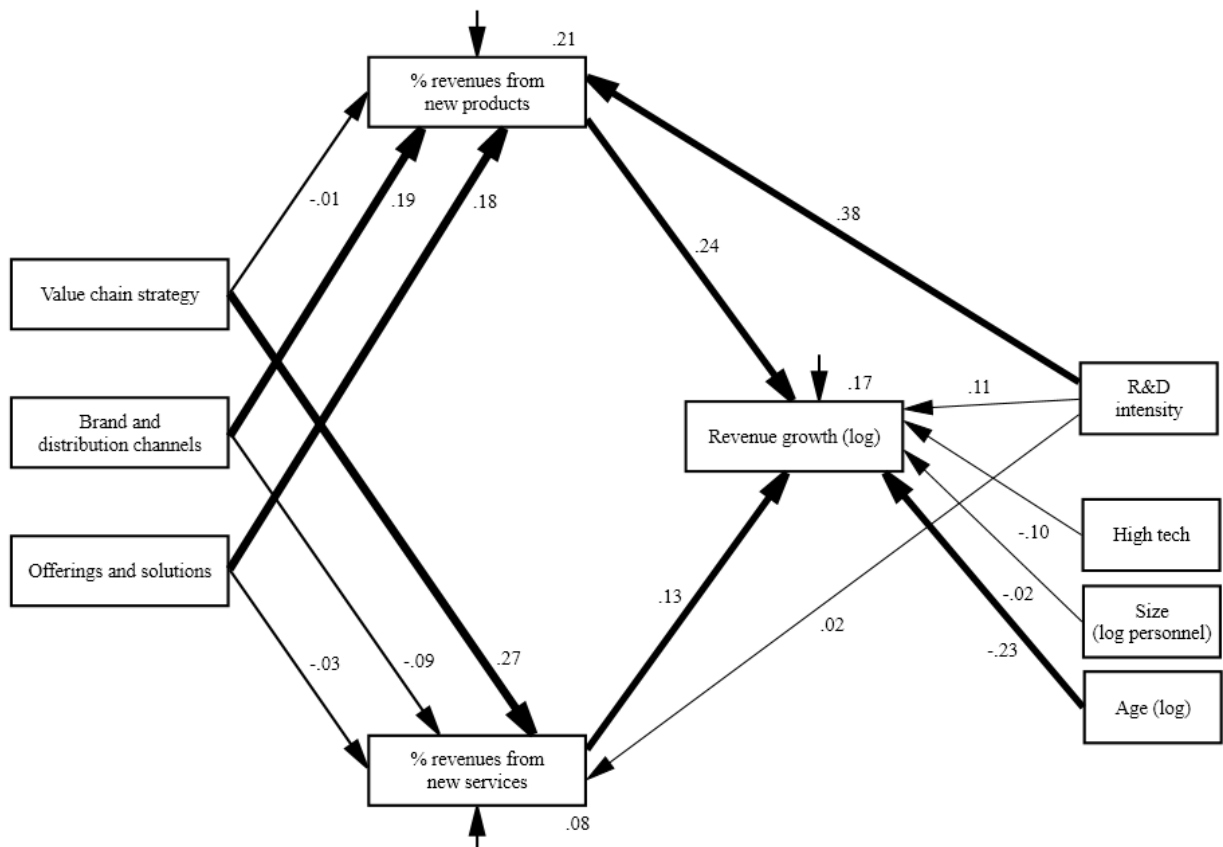 .21
% revenues from
new products
-.01
.19
.18
.38
.24
Value chain strategy
.17
.11
R&D
intensity
Brand and
distribution channels
Revenue growth (log)
-.10
High tech
Offerings and solutions
-.02
Size
(log personnel)
.13
.02
-.23
-.03
-.09
.27
Age (log)
% revenues from
new services
.08